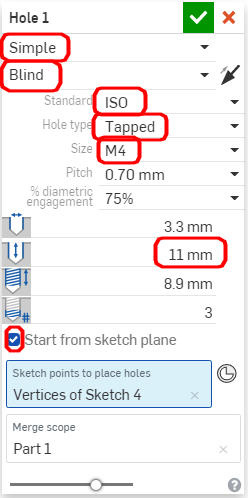 Hole 1
Simple
Blind
Standard ISO
Hole type Tapped
Size M4
Pitch 0.70 mm
% diametric
engagement 75%
3.3 mm
11 mm
8.9 mm
# 3
Start from sketch plane
Sketch points to place holes
Vertices of Sketch 4
Merge scope
Part 1
?